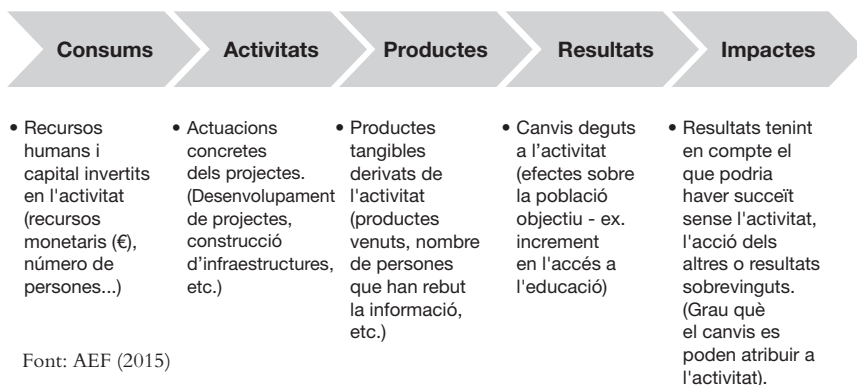 Consums
Activitats
Productes
Resultats
Impactes
• Recursos
humans i
capital invertits
en l'activitat
(recursos
monetaris (€),
número de
persones...)
• Actuacions
concretes
dels projectes.
(Desenvolupament
de projectes,
construcció
d’infraestructures,
etc.)
• Productes
tangibles
derivats de
l'activitat
(productes
venuts, nombre
de persones
que han rebut
la informació,
etc.)
• Canvis deguts
a l’activitat
(efectes sobre
la població
objectiu - ex.
increment
en l'accés a
l'educació)
• Resultats tenint
en compte el
que podria
haver succeït
sense l'activitat,
l'acció dels
altres o resultats
sobrevinguts.
(Grau què
el canvis es
poden atribuir a
l'activitat).
Font: AEF (2015)